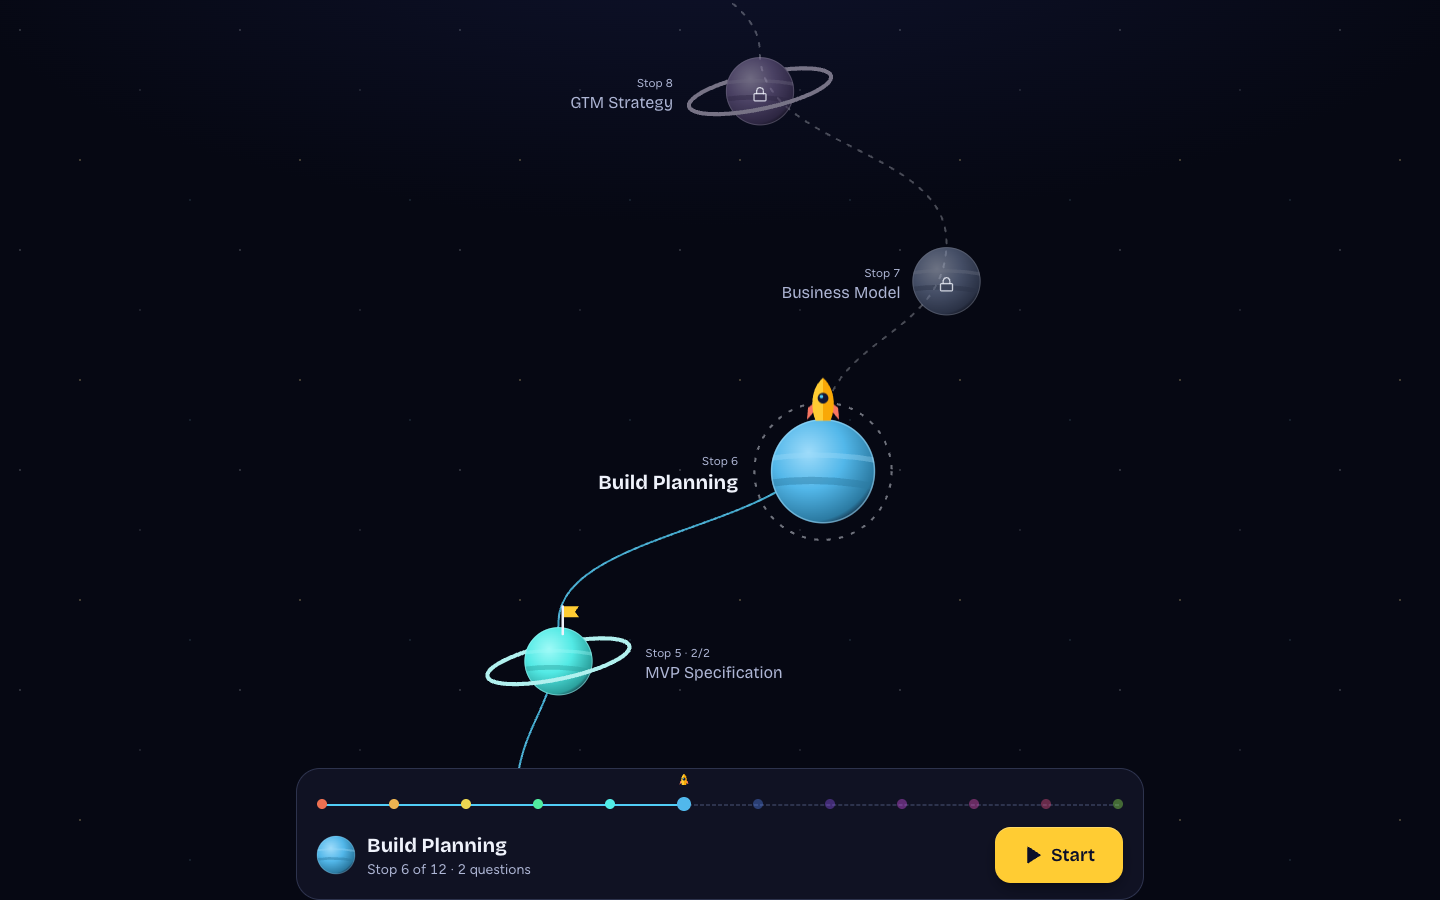 Stop 8
GTM Strategy
Stop 7
Business Model
Stop 6
Build Planning
Stop 5 · 2/2
MVP Specification
Build Planning
Stop 6 of 12 · 2 questions
Start